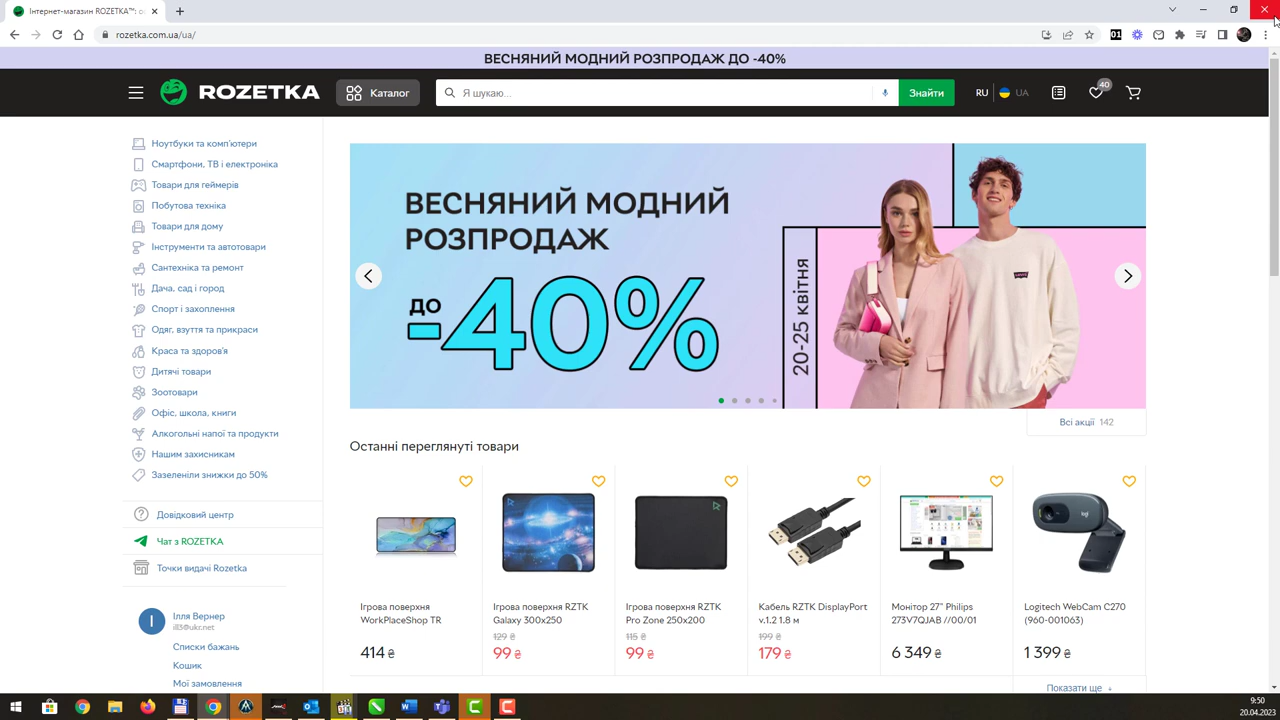 Інтернет-магазин ROZETKA™: о
rozetka.com.ua/ua/
01
ВЕСНЯНИЙ МОДНИЙ РОЗПРОДАЖ ДО -40%
ROZETKA
Каталог
Я шукаю...
Знайти
RU
UA
40
Ноутбуки та комп'ютери
Смартфони, ТВ і електроніка
Товари для геймерів
Побутова техніка
Товари для дому
Інструменти та автотовари
Сантехніка та ремонт
Дача, сад і город
Спорт і захоплення
Одяг, взуття та прикраси
Краса та здоров'я
Дитячі товари
Зоотовари
Офіс, школа, книги
Алкогольні напої та продукти
Нашим захисникам
Зазеленіли знижки до 50%
Довідковий центр
Чат з ROZETKA
Точки видачі Rozetka
І
Ілля Вернер
ill3@ukr.net
Списки бажань
Кошик
Мої замовлення
ВЕСНЯНИЙ МОДНИЙ
РОЗПРОДАЖ
до
-40%
20-25 квітня
Всі акції 142
Останні переглянуті товари
Ігрова поверхня
WorkPlaceShop TR
414 ₴
Ігрова поверхня RZTK
Galaxy 300x250
129 ₴
99 ₴
Ігрова поверхня RZTK
Pro Zone 250x200
115 ₴
99 ₴
Кабель RZTK DisplayPort
v.1.2 1.8 м
199 ₴
179 ₴
Монітор 27" Philips
273V7QJAB //00/01
6 349 ₴
Logitech WebCam C270
(960-001063)
1 399 ₴
Показати ще
9:50
20.04.2023